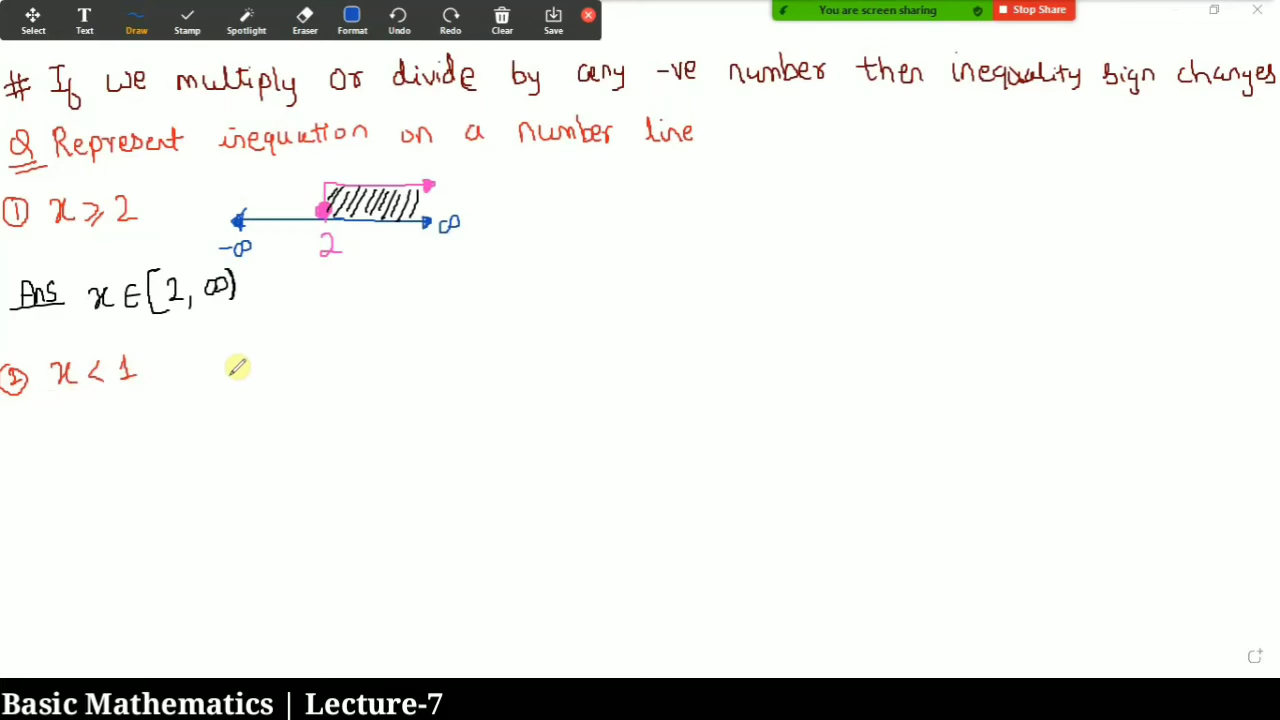 Select Text Draw Stamp Spotlight Eraser Format Undo Redo Clear Save
You are screen sharing Stop Share
# If we multiply or divide by any -ve number then inequality sign changes
Q Represent inequation on a number line
① x ⩾ 2
-∞ 2 ∞
Ans x ∈ [2, ∞)
② x < 1
Basic Mathematics | Lecture-7